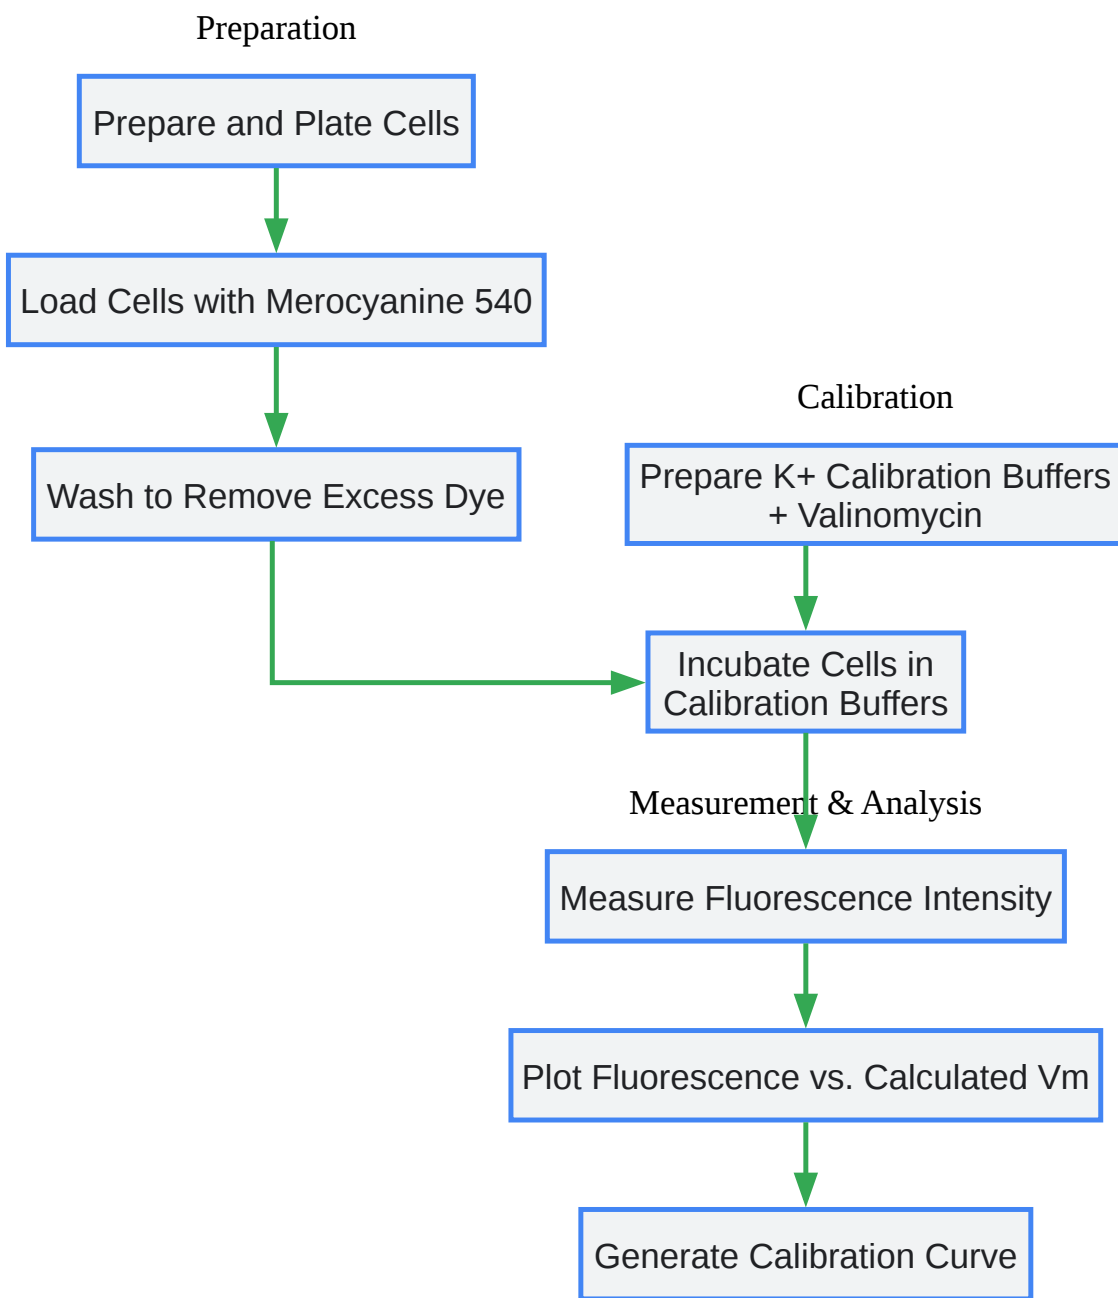 Preparation
Prepare and Plate Cells
Load Cells with Merocyanine 540
Wash to Remove Excess Dye
Calibration
Prepare K+ Calibration Buffers
+ Valinomycin
Incubate Cells in
Calibration Buffers
Measurement & Analysis
Measure Fluorescence Intensity
Plot Fluorescence vs. Calculated Vm
Generate Calibration Curve